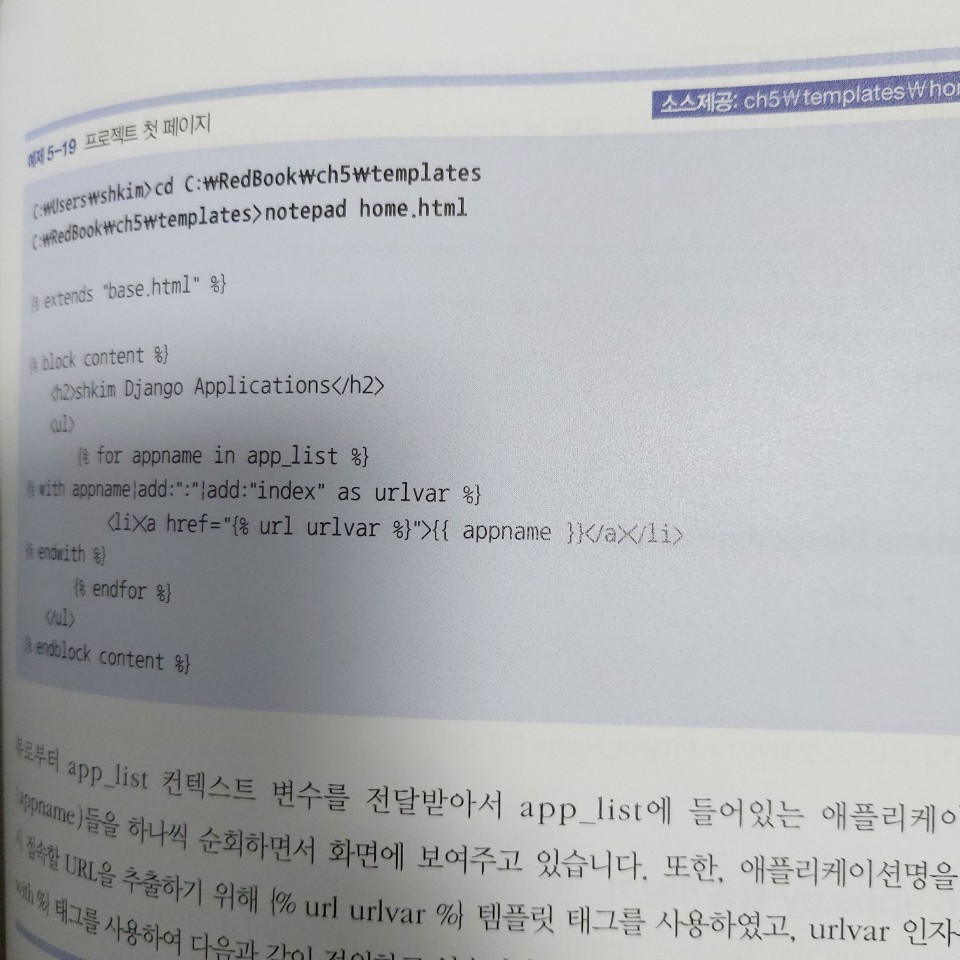 소스제공: ch5₩templates₩ho
예제 5-19 프로젝트 첫 페이지
C:₩Users₩shkim>cd C:₩RedBook₩ch5₩templates
C:₩RedBook₩ch5₩templates>notepad home.html
{% extends "base.html" %}
{% block content %}
<h2>shkim Django Applications</h2>
<ul>
{% for appname in app_list %}
{% with appname|add:":"|add:"index" as urlvar %}
<li><a href="{% url urlvar %}">{{ appname }}</a></li>
{% endwith %}
{% endfor %}
</ul>
{% endblock content %}
뷰로부터 app_list 컨텍스트 변수를 전달받아서 app_list에 들어있는 애플리케이
(appname)들을 하나씩 순회하면서 화면에 보여주고 있습니다. 또한, 애플리케이션명을
시 접속할 URL을 추출하기 위해 {% url urlvar %} 템플릿 태그를 사용하였고, urlvar 인자
with %} 태그를 사용하여 다음과 같이